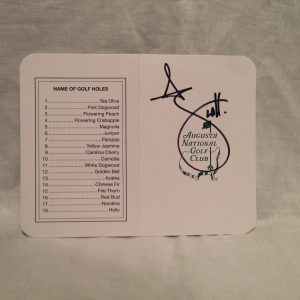 NAME OF GOLF HOLES
1 .......... Tea Olive
2 .......... Pink Dogwood
3 .......... Flowering Peach
4 .......... Flowering Crabapple
5 .......... Magnolia
6 .......... Juniper
7 .......... Pampas
8 .......... Yellow Jasmine
9 .......... Carolina Cherry
10 .......... Camellia
11 .......... White Dogwood
12 .......... Golden Bell
13 .......... Azalea
14 .......... Chinese Fir
15 .......... Fire Thorn
16 .......... Red Bud
17 .......... Nandina
18 .......... Holly
A Scott.
AUGUSTA
NATIONAL
GOLF
CLUB